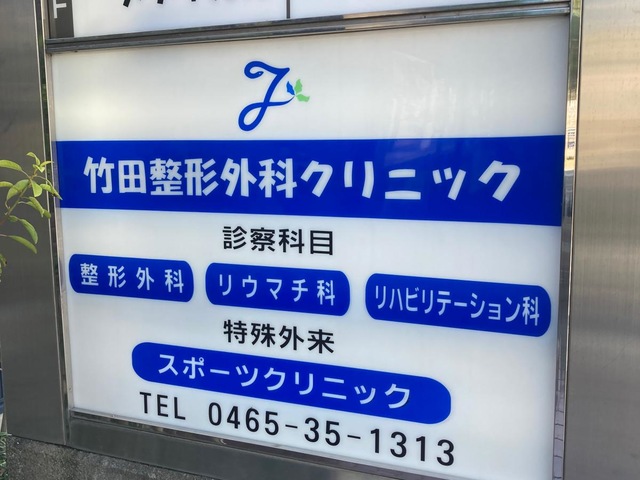 竹田整形外科クリニック
診察科目
整形外科 リウマチ科 リハビリテーション科
特殊外来
スポーツクリニック
TEL 0465-35-1313